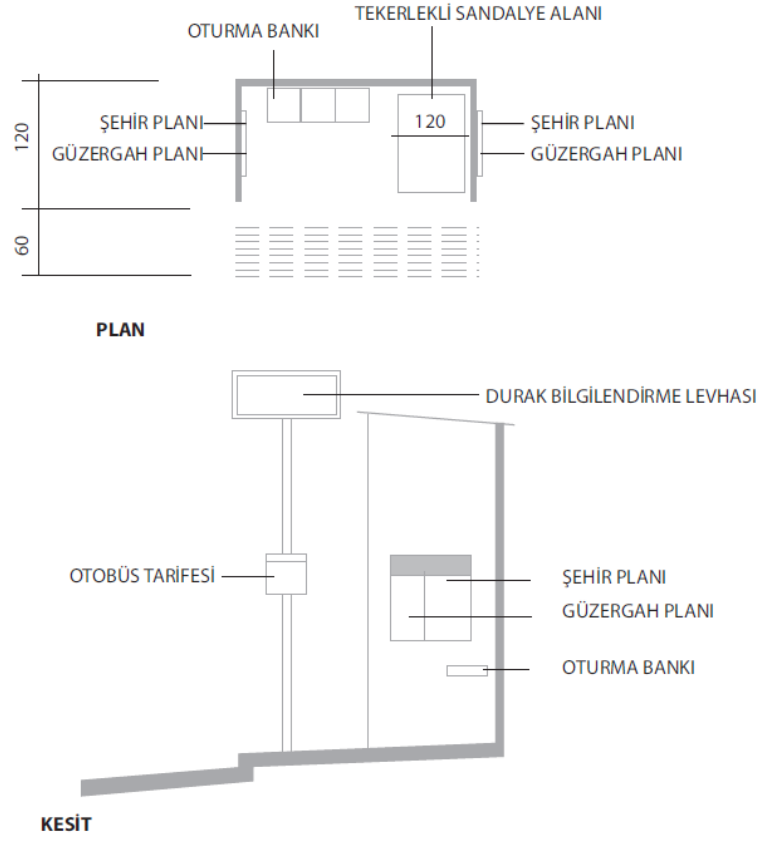 TEKERLEKLİ SANDALYE ALANI
OTURMA BANKI
120
ŞEHİR PLANI
GÜZERGAH PLANI
120
ŞEHİR PLANI
GÜZERGAH PLANI
60
PLAN
DURAK BİLGİLENDİRME LEVHASI
OTOBÜS TARİFESİ
ŞEHİR PLANI
GÜZERGAH PLANI
OTURMA BANKI
KESİT